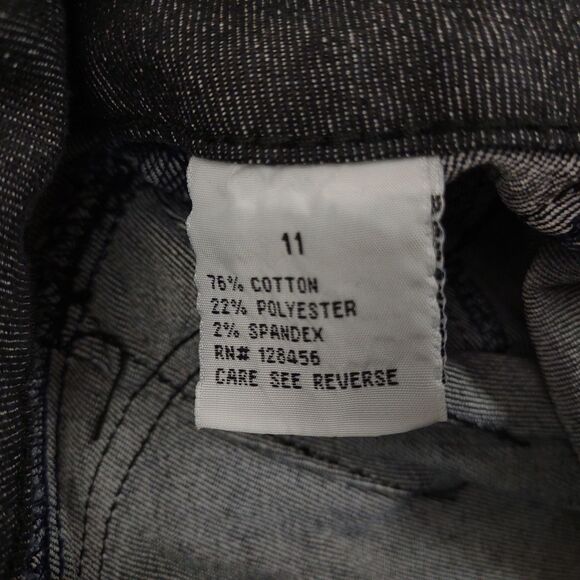 11
76% COTTON
22% POLYESTER
2% SPANDEX
RN# 128456
CARE SEE REVERSE